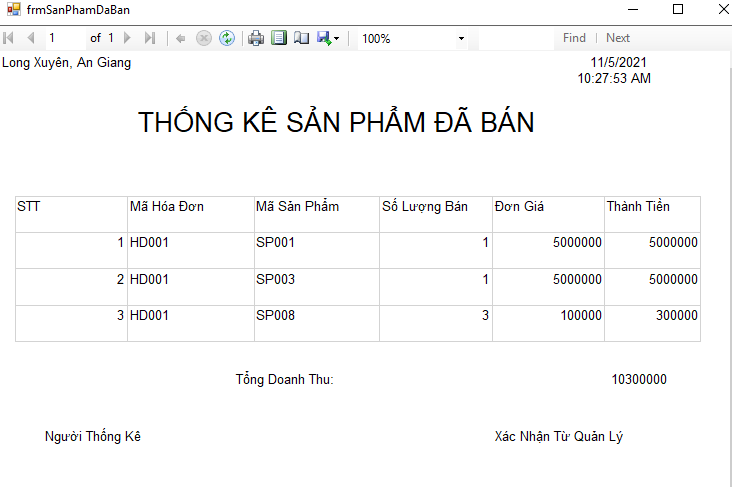 frmSanPhamDaBan
1 of 1 100% Find | Next
Long Xuyên, An Giang 11/5/2021
10:27:53 AM
THỐNG KÊ SẢN PHẨM ĐÃ BÁN
STT Mã Hóa Đơn Mã Sản Phẩm Số Lượng Bán Đơn Giá Thành Tiền
1 HD001 SP001 1 5000000 5000000
2 HD001 SP003 1 5000000 5000000
3 HD001 SP008 3 100000 300000
Tổng Doanh Thu: 10300000
Người Thống Kê Xác Nhận Từ Quản Lý